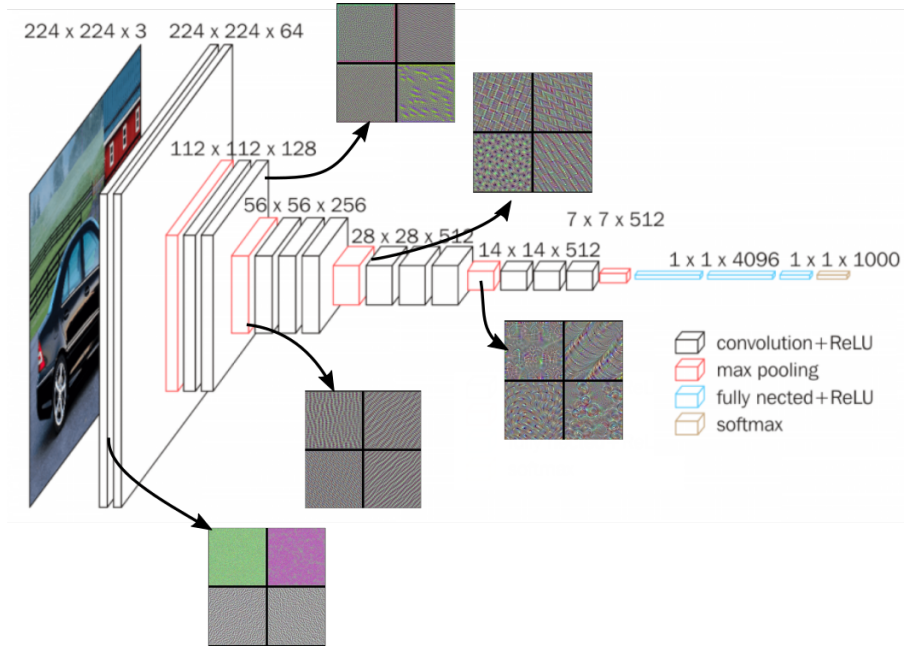 224 x 224 x 3
224 x 224 x 64
112 x 112 x 128
56 x 56 x 256
28 x 28 x 512
14 x 14 x 512
7 x 7 x 512
1 x 1 x 4096
1 x 1 x 1000
convolution+ReLU
max pooling
fully nected+ReLU
softmax